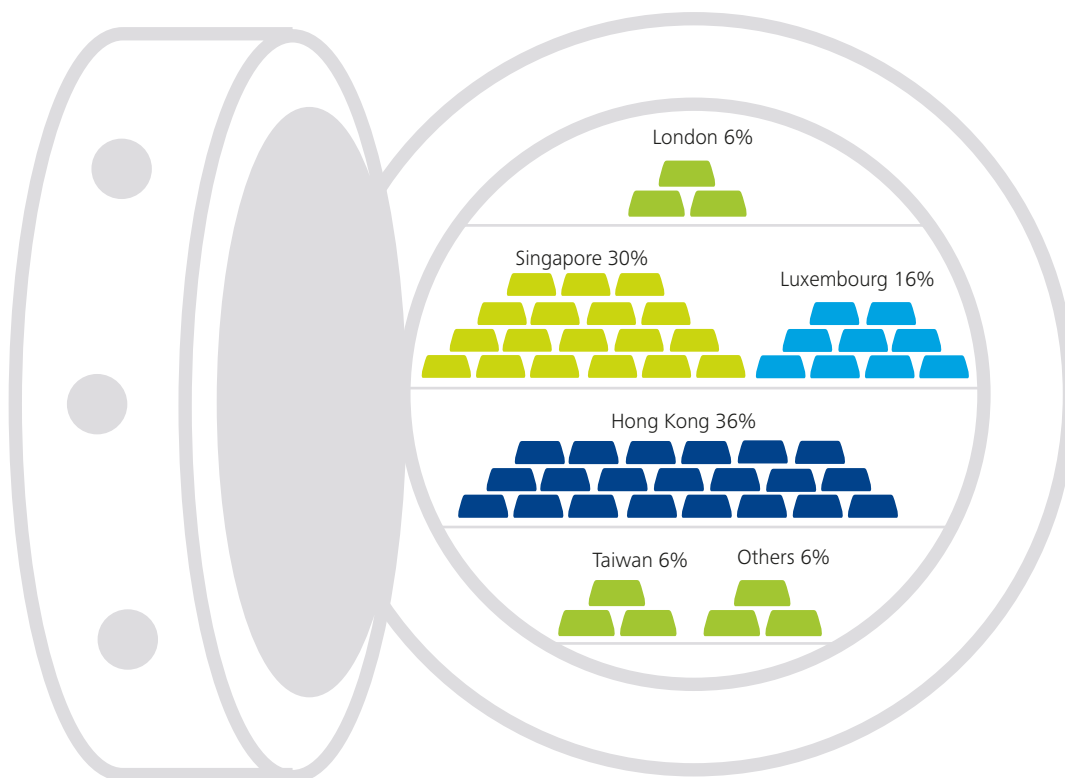 London 6%
Singapore 30%
Luxembourg 16%
Hong Kong 36%
Taiwan 6%
Others 6%